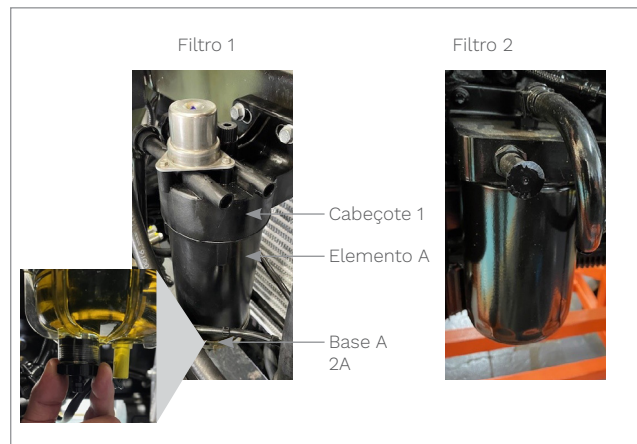 Filtro 1
Filtro 2
Cabeçote 1
Elemento A
Base A
2A